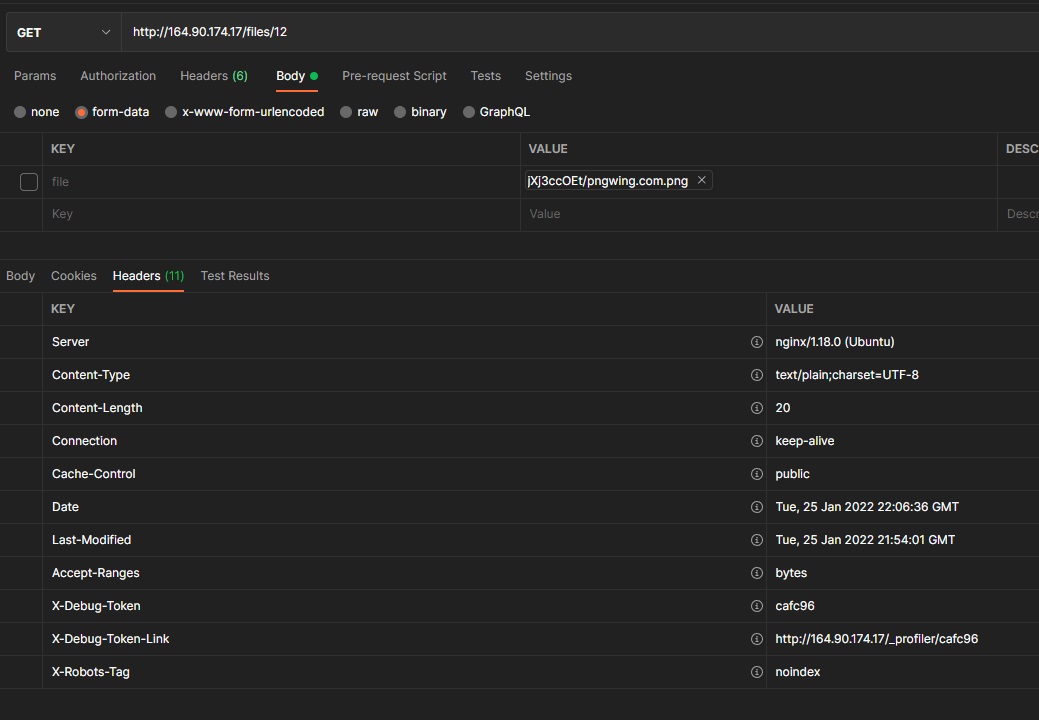 GET http://164.90.174.17/files/12
Params Authorization Headers (6) Body Pre-request Script Tests Settings
none form-data x-www-form-urlencoded raw binary GraphQL
KEY VALUE DESC
file jXj3ccOEt/pngwing.com.png
Key Value Descr
Body Cookies Headers (11) Test Results
KEY VALUE
Server nginx/1.18.0 (Ubuntu)
Content-Type text/plain;charset=UTF-8
Content-Length 20
Connection keep-alive
Cache-Control public
Date Tue, 25 Jan 2022 22:06:36 GMT
Last-Modified Tue, 25 Jan 2022 21:54:01 GMT
Accept-Ranges bytes
X-Debug-Token cafc96
X-Debug-Token-Link http://164.90.174.17/_profiler/cafc96
X-Robots-Tag noindex